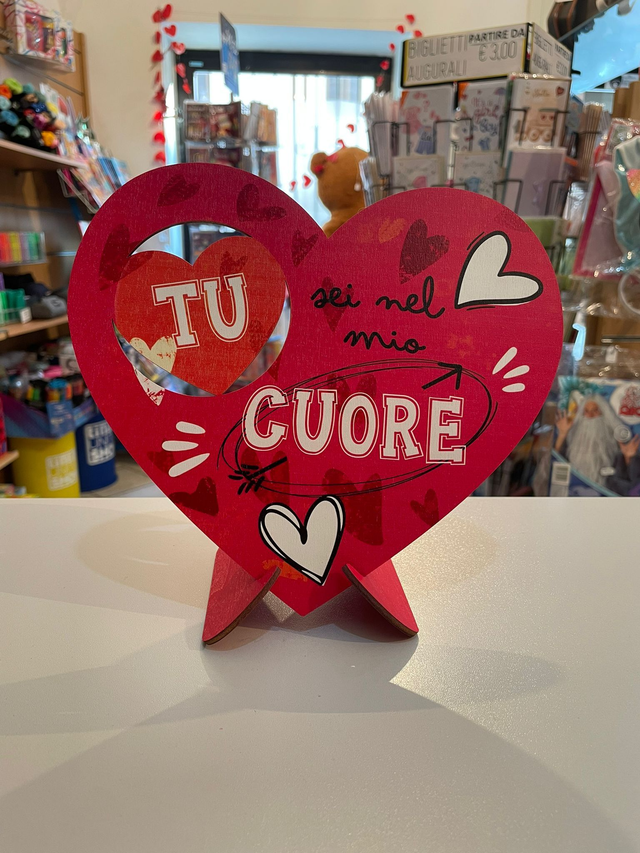 BIGLIETTI
AUGURALI
PARTIRE DA
€ 3,00
TU
sei nel
mio
CUORE